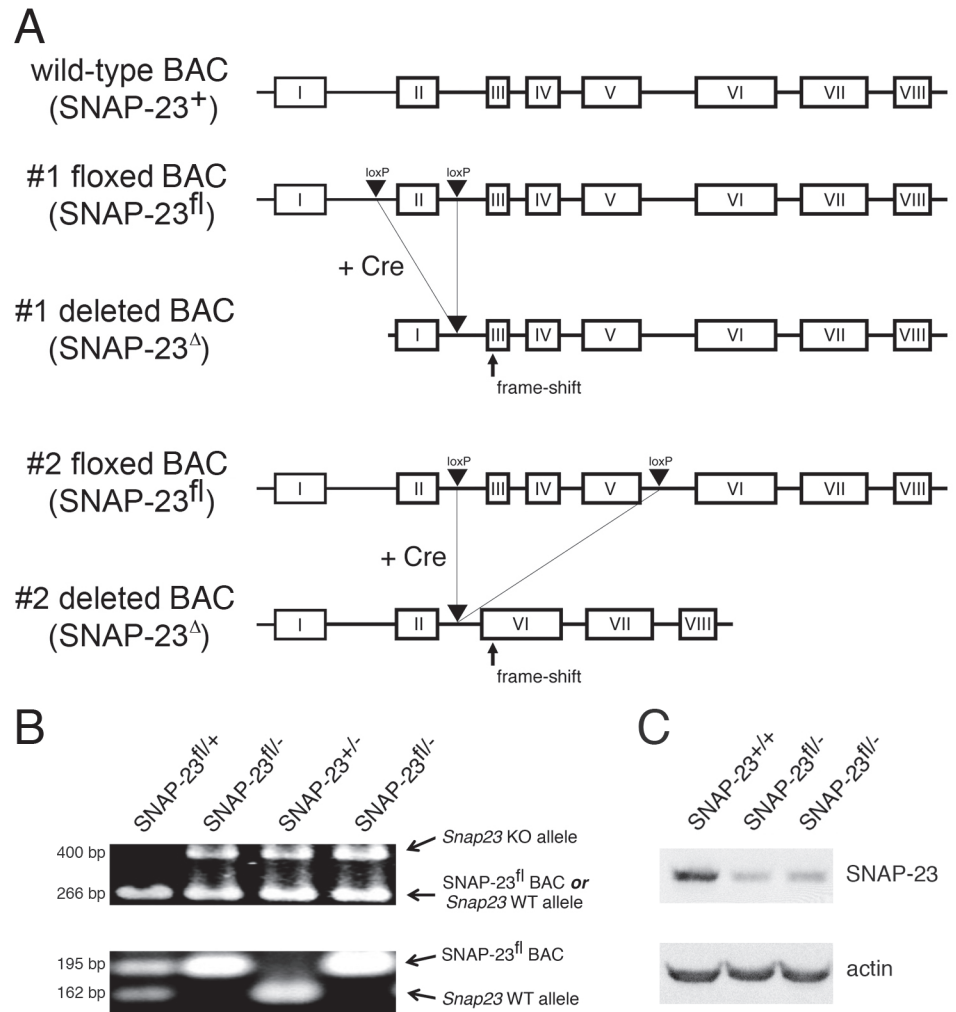 A
wild-type BAC
(SNAP-23+)
I II III IV V VI VII VIII
#1 floxed BAC
(SNAP-23fl)
loxP loxP
I II III IV V VI VII VIII
+ Cre
#1 deleted BAC
(SNAP-23Δ)
I III IV V VI VII VIII
frame-shift
#2 floxed BAC
(SNAP-23fl)
loxP loxP
I II III IV V VI VII VIII
+ Cre
#2 deleted BAC
(SNAP-23Δ)
I II VI VII VIII
frame-shift
B
SNAP-23fl/+
SNAP-23fl/-
SNAP-23+/-
SNAP-23fl/-
400 bp
Snap23 KO allele
266 bp
SNAP-23fl BAC or
Snap23 WT allele
195 bp
SNAP-23fl BAC
162 bp
Snap23 WT allele
C
SNAP-23+/+
SNAP-23fl/-
SNAP-23fl/-
SNAP-23
actin